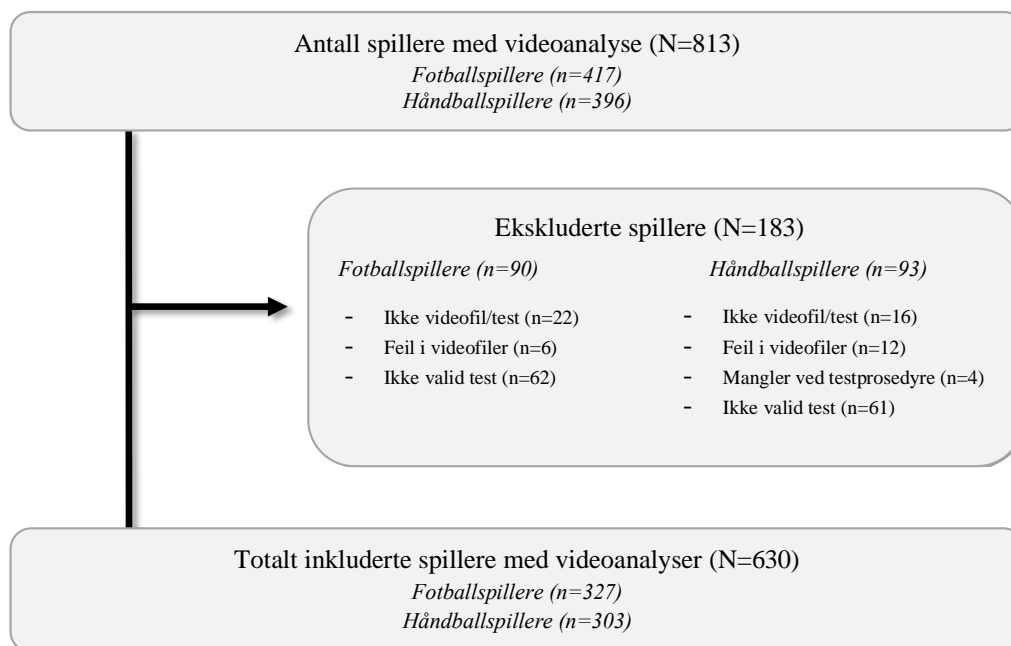 Antall spillere med videoanalyse (N=813)
Fotballspillere (n=417)
Håndballspillere (n=396)
Ekskluderte spillere (N=183)
Fotballspillere (n=90)
- Ikke videofil/test (n=22)
- Feil i videofiler (n=6)
- Ikke valid test (n=62)
Håndballspillere (n=93)
- Ikke videofil/test (n=16)
- Feil i videofiler (n=12)
- Mangler ved testprosedyre (n=4)
- Ikke valid test (n=61)
Totalt inkluderte spillere med videoanalyser (N=630)
Fotballspillere (n=327)
Håndballspillere (n=303)